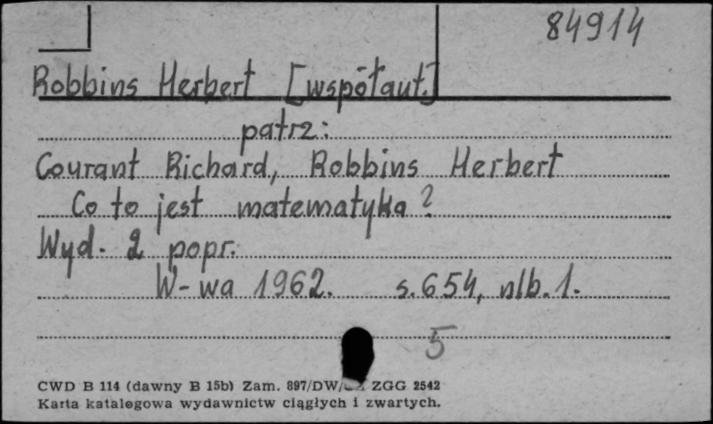 84914
Robbins Herbert [współaut.]
patrz:
Courant Richard, Robbins Herbert
Co to jest matematyka?
Wyd. 2 popr.
W-wa 1962. s. 654, nlb. 1.
5
CWD B 114 (dawny B 15b) Zam. 897/DW/ ZGG 2542
Karta katalogowa wydawnictw ciągłych i zwartych.